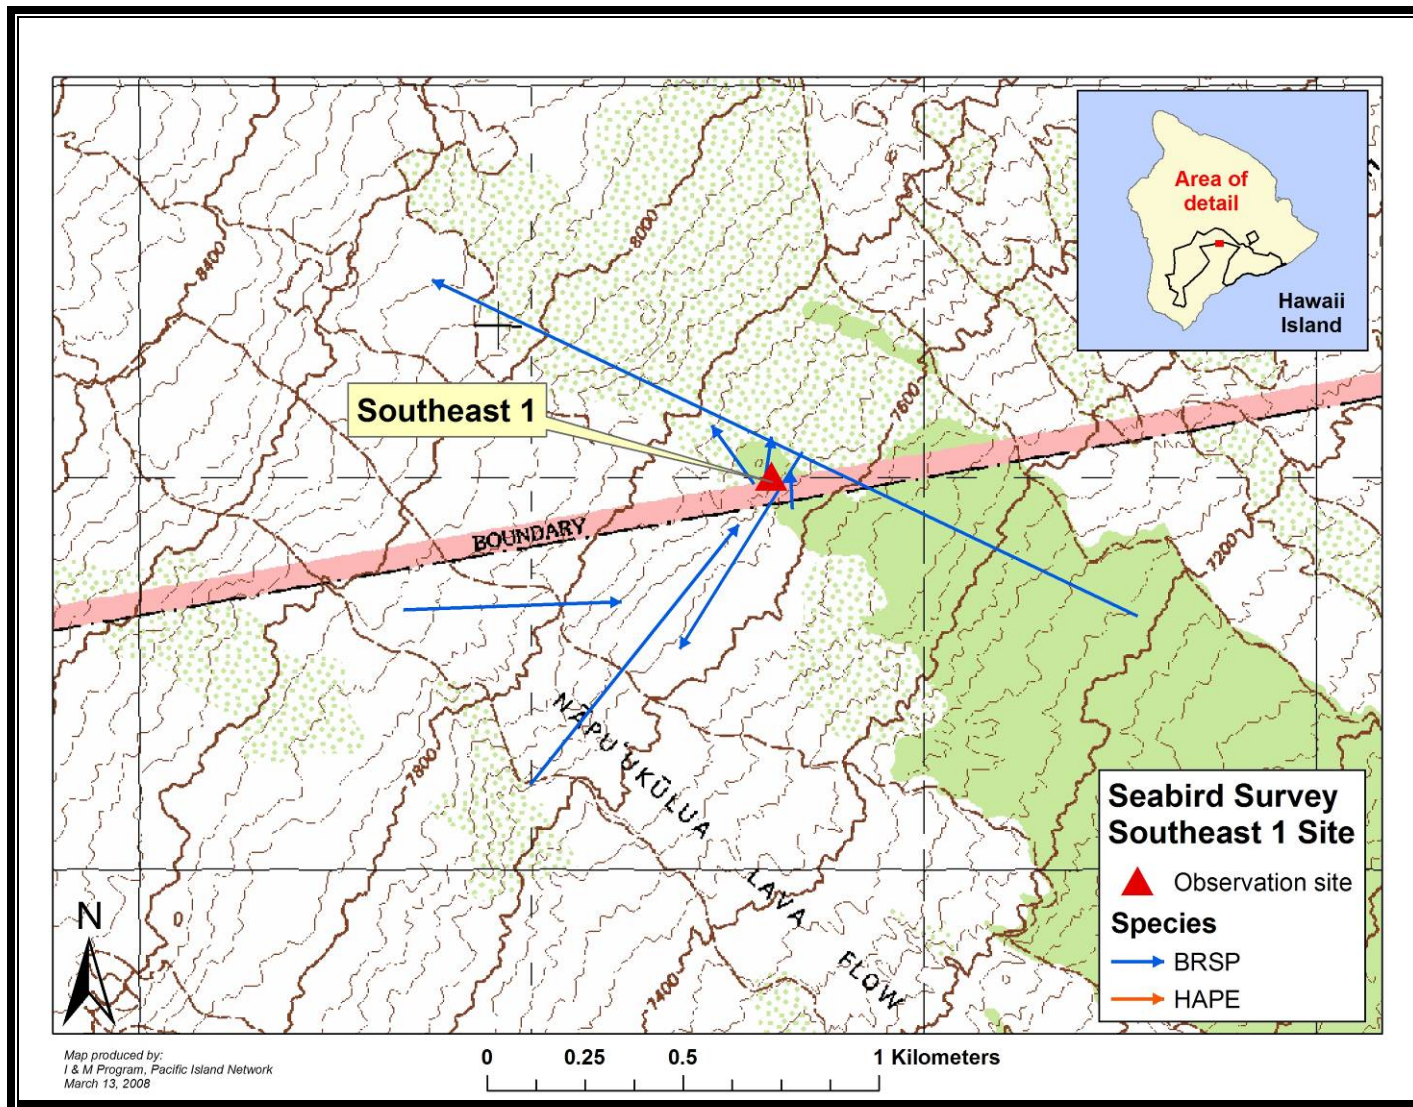 Area of
detail
Hawaii
Island
8400
8000
Southeast 1
7600
BOUNDARY
7200
7800
NĀPU‘UKŪLUA
LAVA
FLOW
7400
Seabird Survey
Southeast 1 Site
Observation site
Species
BRSP
HAPE
N
Map produced by:
I & M Program, Pacific Island Network
March 13, 2008
0 0.25 0.5 1 Kilometers